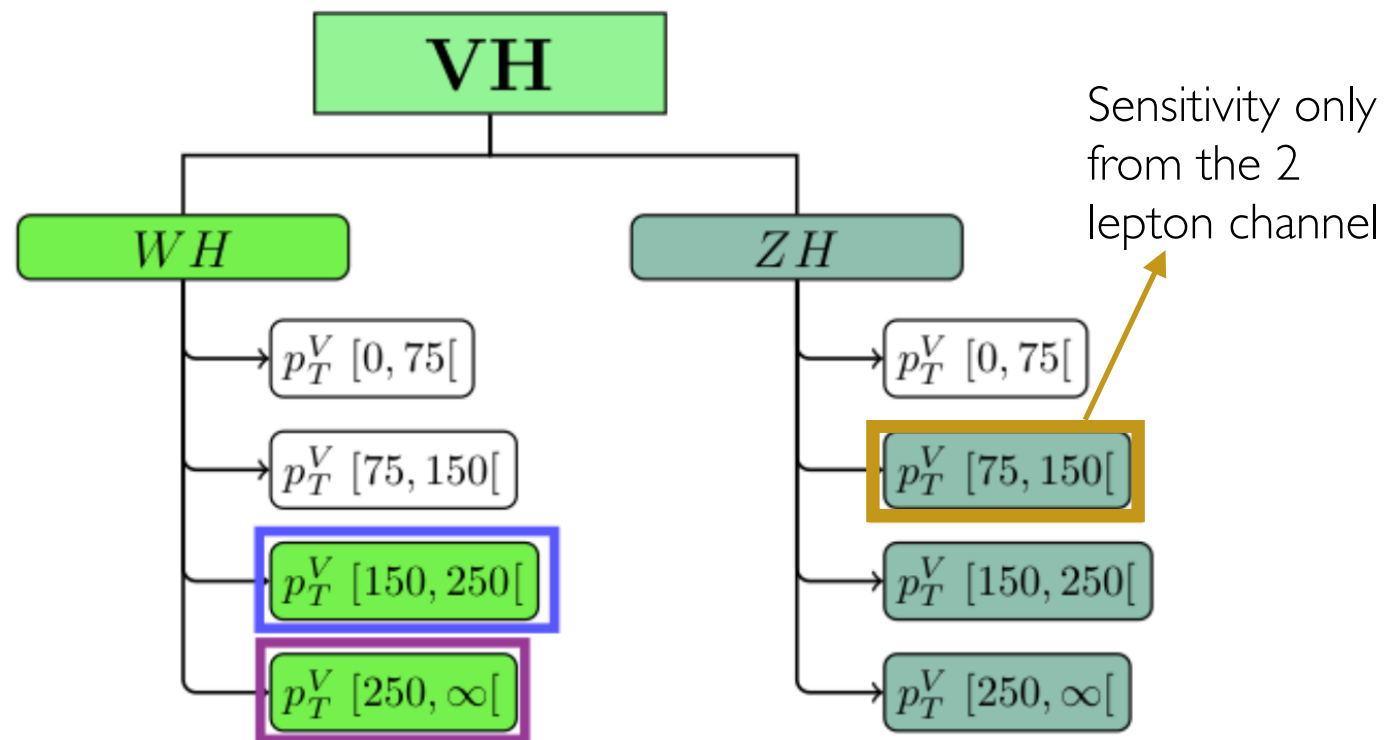 VH
Sensitivity only
from the 2
lepton channel
WH
ZH
p_T^V [0, 75[
p_T^V [0, 75[
p_T^V [75, 150[
p_T^V [75, 150[
p_T^V [150, 250[
p_T^V [150, 250[
p_T^V [250, ∞[
p_T^V [250, ∞[